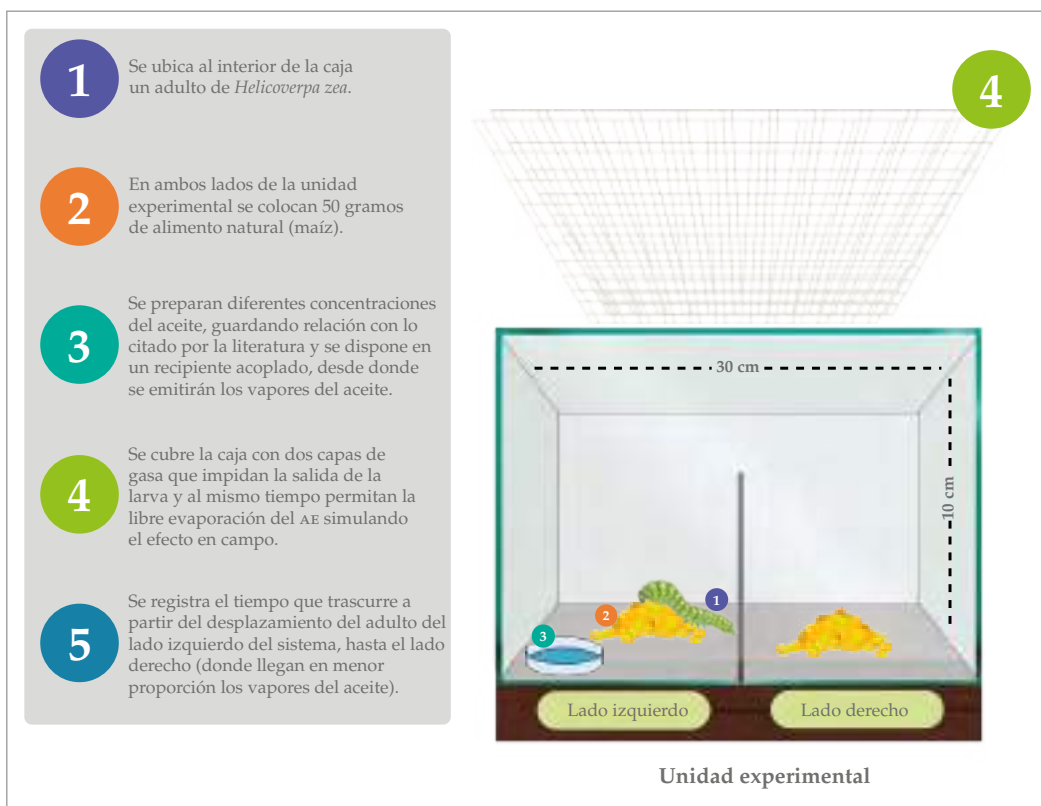 1
Se ubica al interior de la caja
un adulto de Helicoverpa zea.
2
En ambos lados de la unidad
experimental se colocan 50 gramos
de alimento natural (maíz).
3
Se preparan diferentes concentraciones
del aceite, guardando relación con lo
citado por la literatura y se dispone en
un recipiente acoplado, desde donde
se emitirán los vapores del aceite.
4
Se cubre la caja con dos capas de
gasa que impidan la salida de la
larva y al mismo tiempo permitan la
libre evaporación del AE simulando
el efecto en campo.
5
Se registra el tiempo que trascurre a
partir del desplazamiento del adulto del
lado izquierdo del sistema, hasta el lado
derecho (donde llegan en menor
proporción los vapores del aceite).
4
30 cm
10 cm
1
2
3
Lado izquierdo
Lado derecho
Unidad experimental